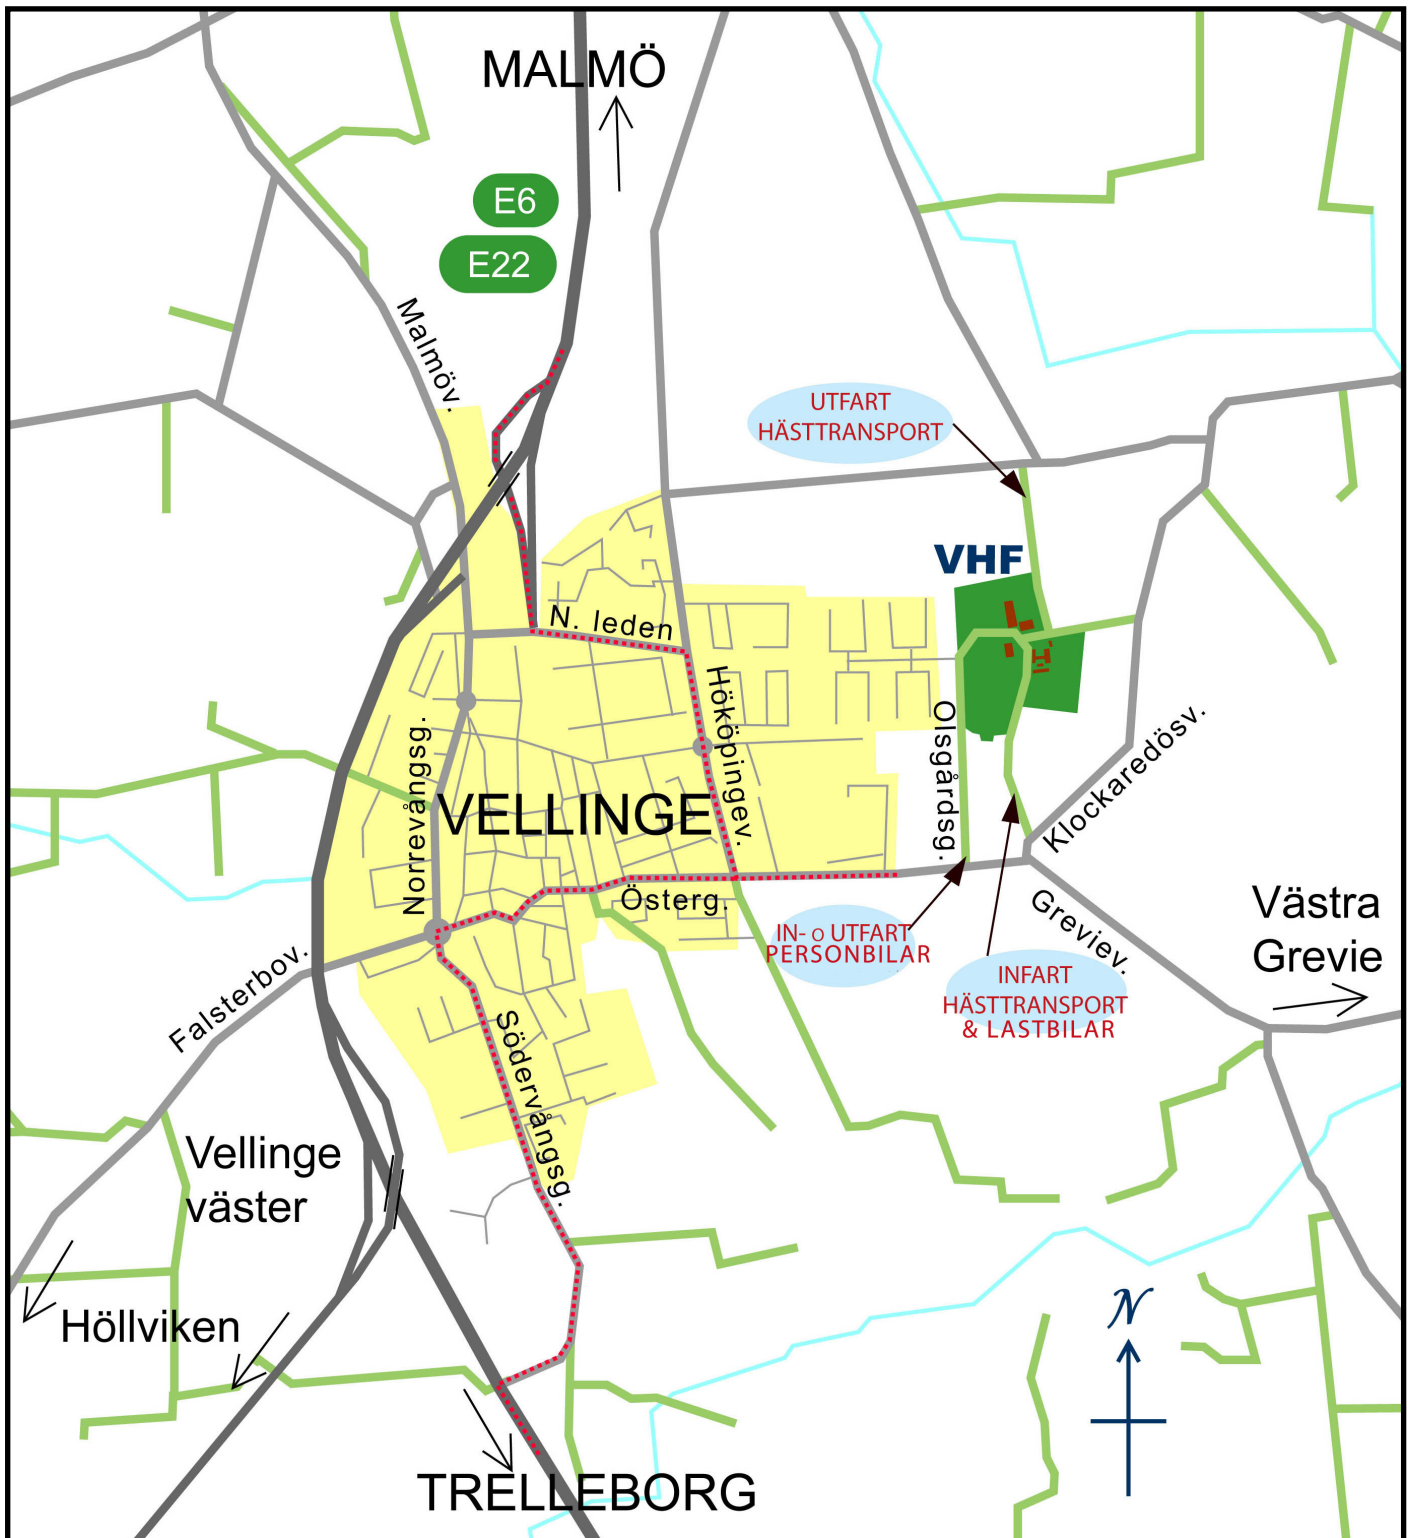 MALMÖ
E6
E22
Malmöv.
UTFART
HÄSTTRANSPORT
VHF
N. leden
Hököpingev.
Olsgårdsg.
Klockaredösv.
Norrevångsg.
VELLINGE
Österg.
Greviev.
Västra
Grevie
IN- O UTFART
PERSONBILAR
INFART
HÄSTTRANSPORT
& LASTBILAR
Falsterbov.
Södervångsg.
Vellinge
väster
Höllviken
N
TRELLEBORG